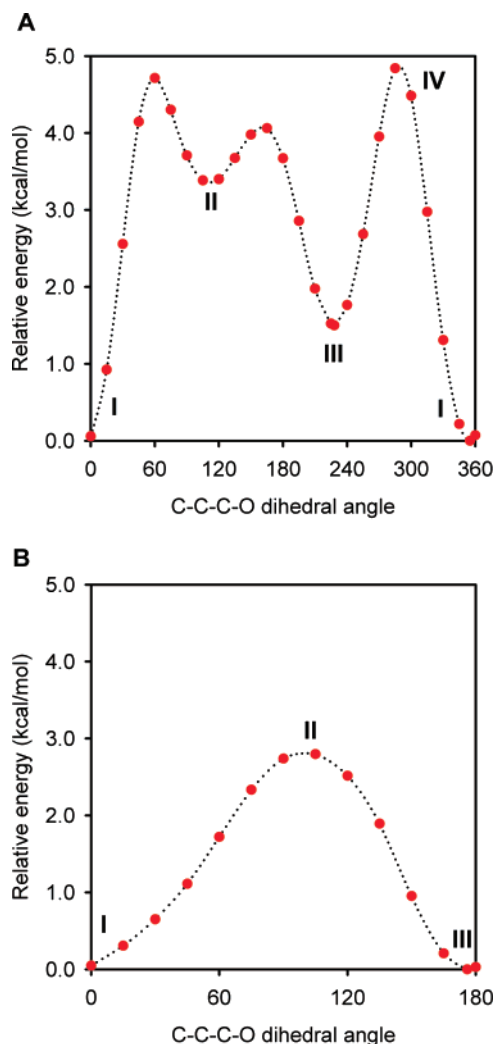 A
5.0
4.0
3.0
2.0
1.0
0.0
Relative energy (kcal/mol)
I
II
III
IV
I
0 60 120 180 240 300 360
C-C-C-O dihedral angle
B
5.0
4.0
3.0
2.0
1.0
0.0
Relative energy (kcal/mol)
I
II
III
0 60 120 180
C-C-C-O dihedral angle